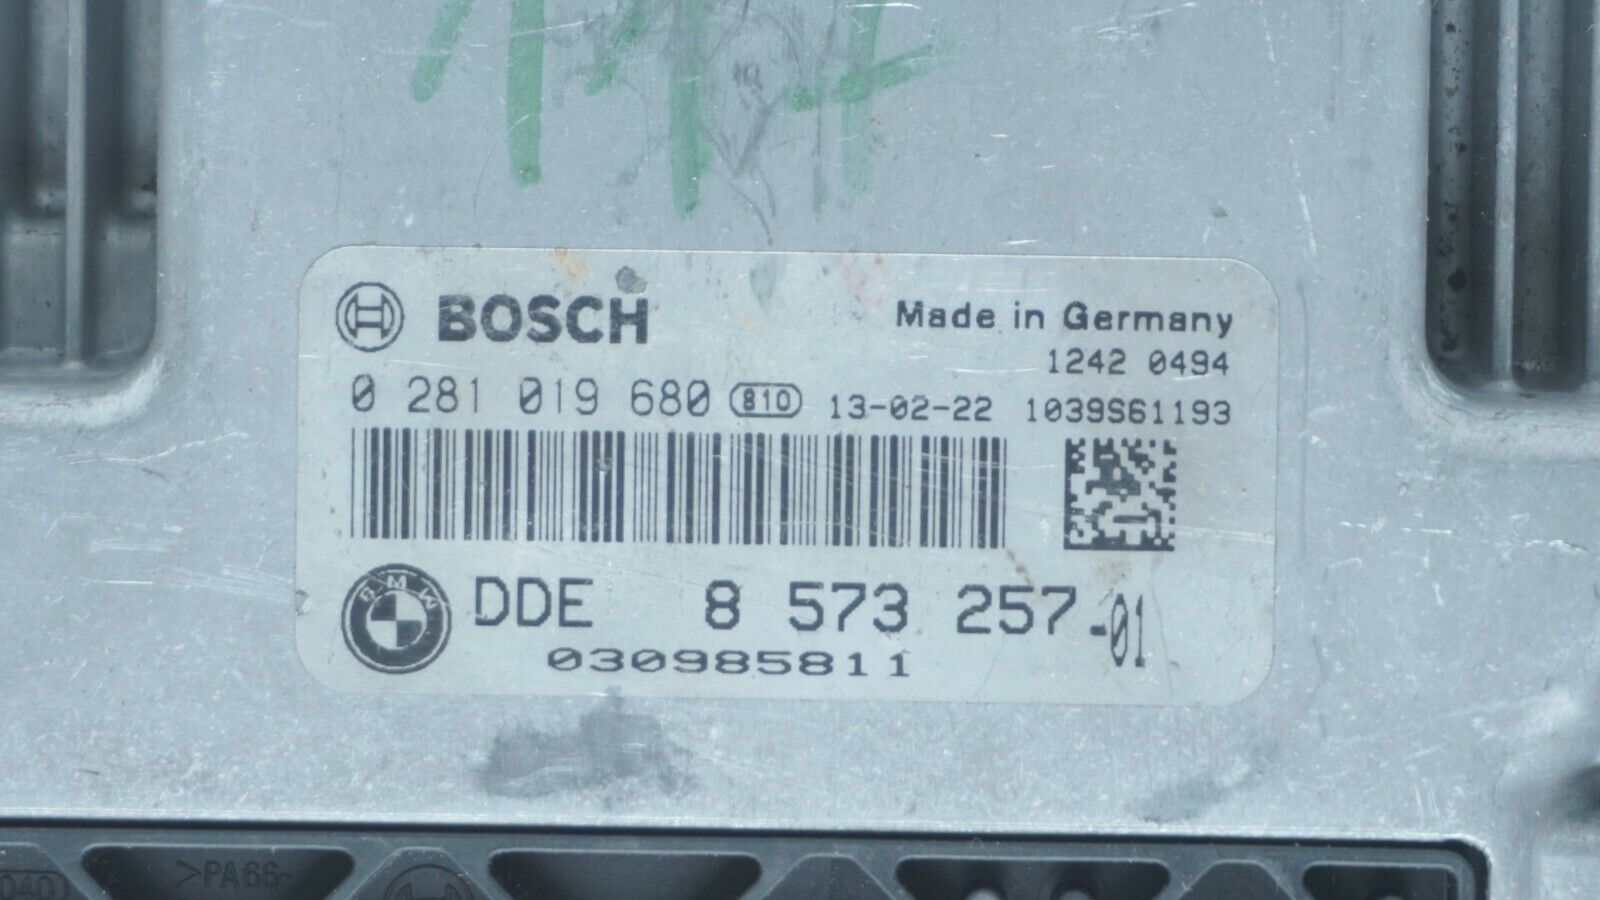 BOSCH
Made in Germany
1242 0494
0 281 019 680 810 13-02-22 1039S61193
BMW
DDE 8 573 257-01
030985811
>PA66-